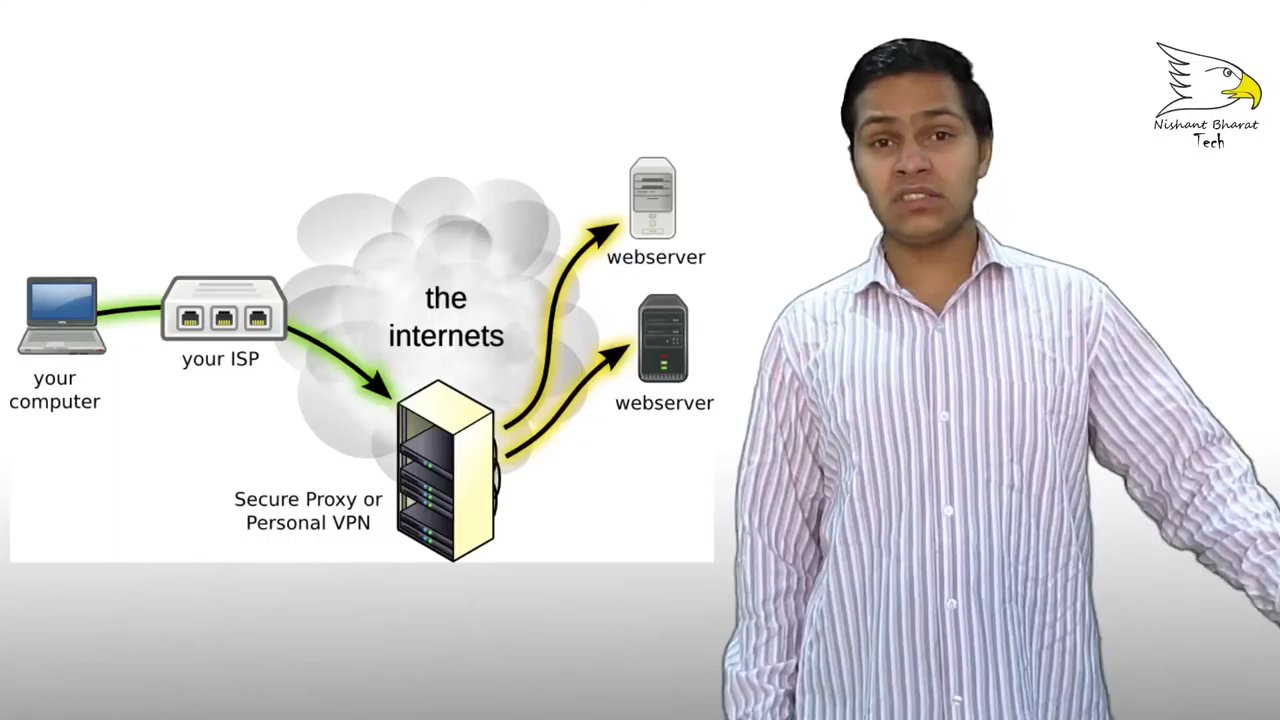 Nishant Bharat
Tech
the
internets
webserver
webserver
your ISP
your
computer
Secure Proxy or
Personal VPN